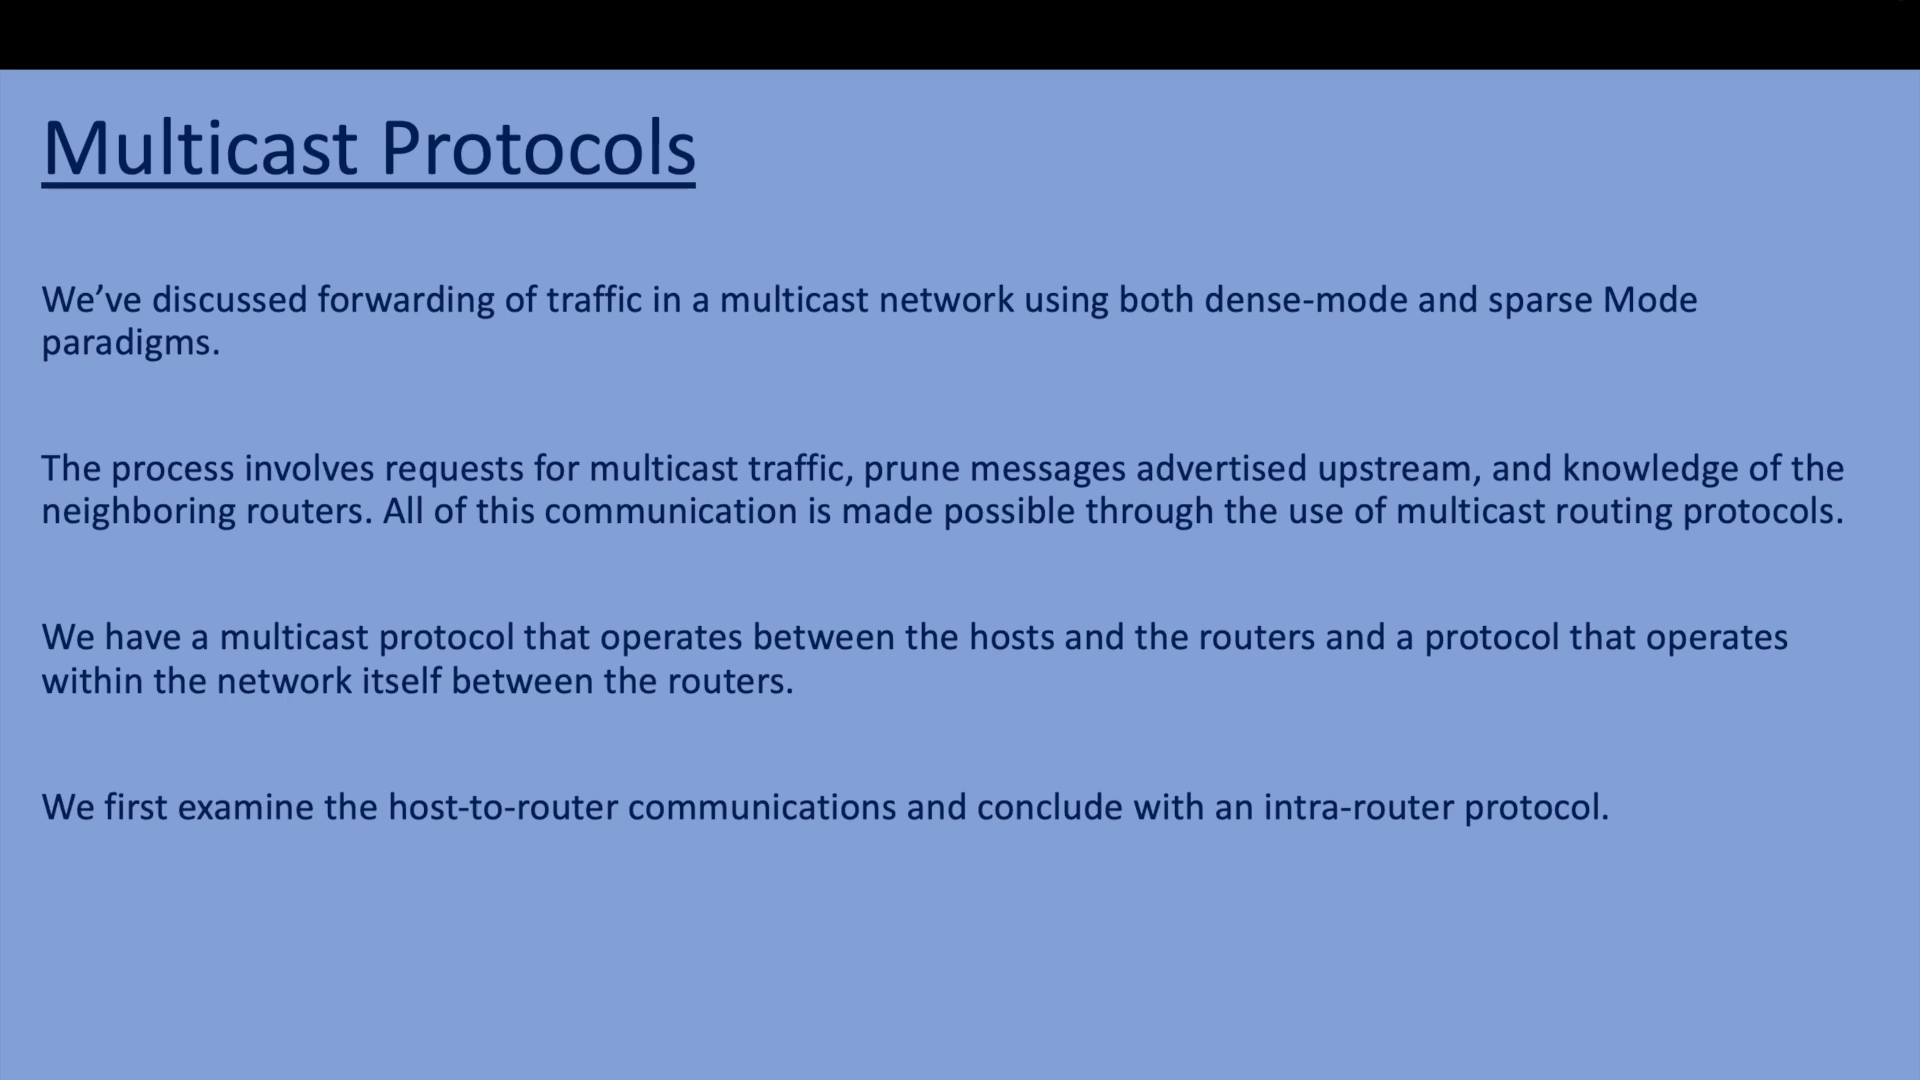 Multicast Protocols
We’ve discussed forwarding of traffic in a multicast network using both dense-mode and sparse Mode
paradigms.
The process involves requests for multicast traffic, prune messages advertised upstream, and knowledge of the
neighboring routers. All of this communication is made possible through the use of multicast routing protocols.
We have a multicast protocol that operates between the hosts and the routers and a protocol that operates
within the network itself between the routers.
We first examine the host-to-router communications and conclude with an intra-router protocol.